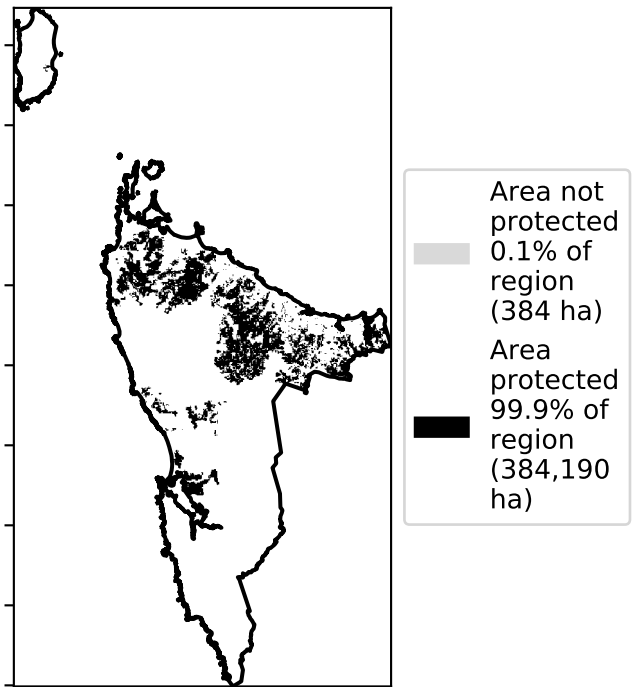 Area not
protected
0.1% of
region
(384 ha)
Area
protected
99.9% of
region
(384,190
ha)